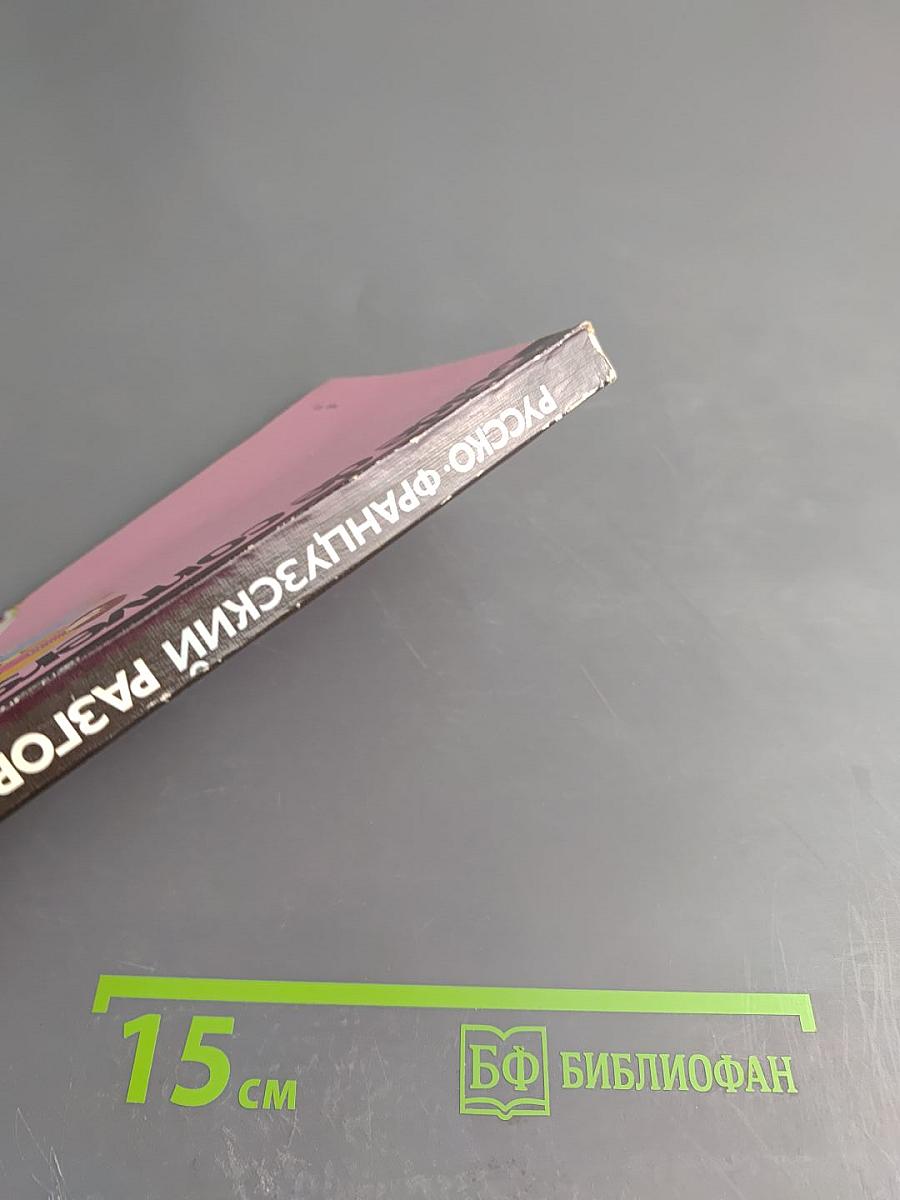 РУССКО-ФРАНЦУЗСКИЙ РАЗГОВ
15 см
БФ БИБЛИОФАН